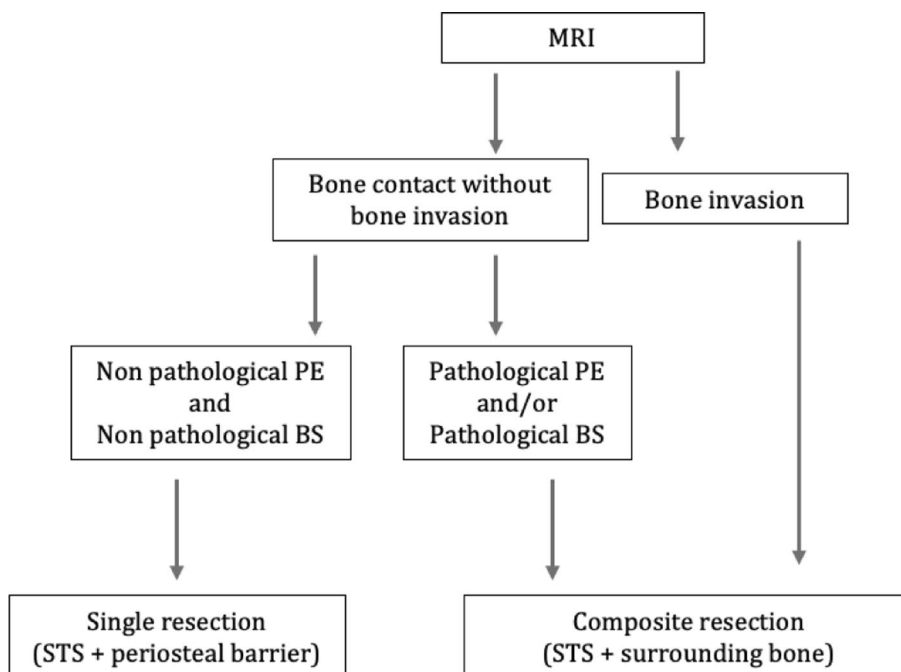 MRI
Bone contact without
bone invasion
Bone invasion
Non pathological PE
and
Non pathological BS
Pathological PE
and/or
Pathological BS
Single resection
(STS + periosteal barrier)
Composite resection
(STS + surrounding bone)